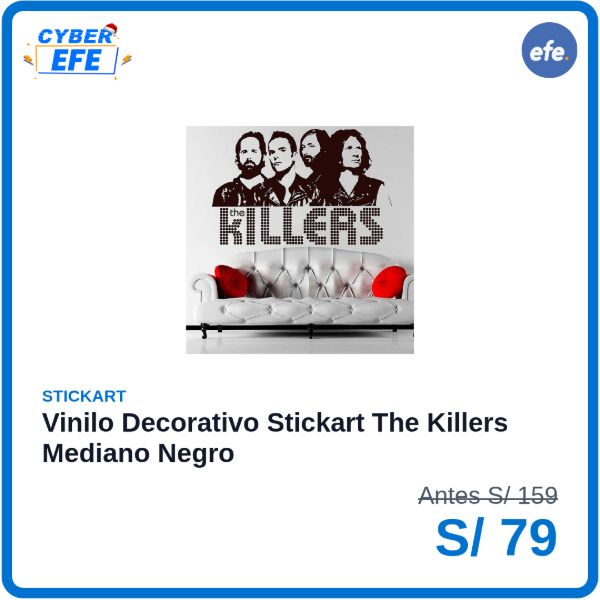 CYBER
EFE
efe.
the
KILLERS
STICKART
Vinilo Decorativo Stickart The Killers
Mediano Negro
Antes S/ 159
S/ 79